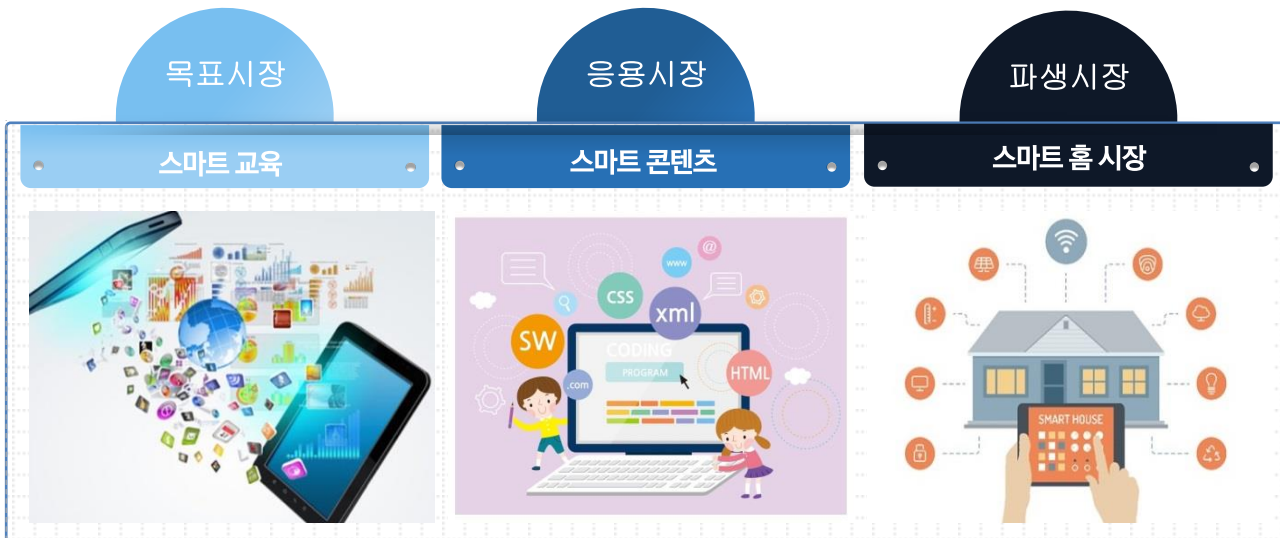 목표시장
응용시장
파생시장
스마트 교육
스마트 콘텐츠
스마트 홈 시장
@
www
CSS
xml
SW
CODING
PROGRAM
HTML
.com
SMART HOUSE